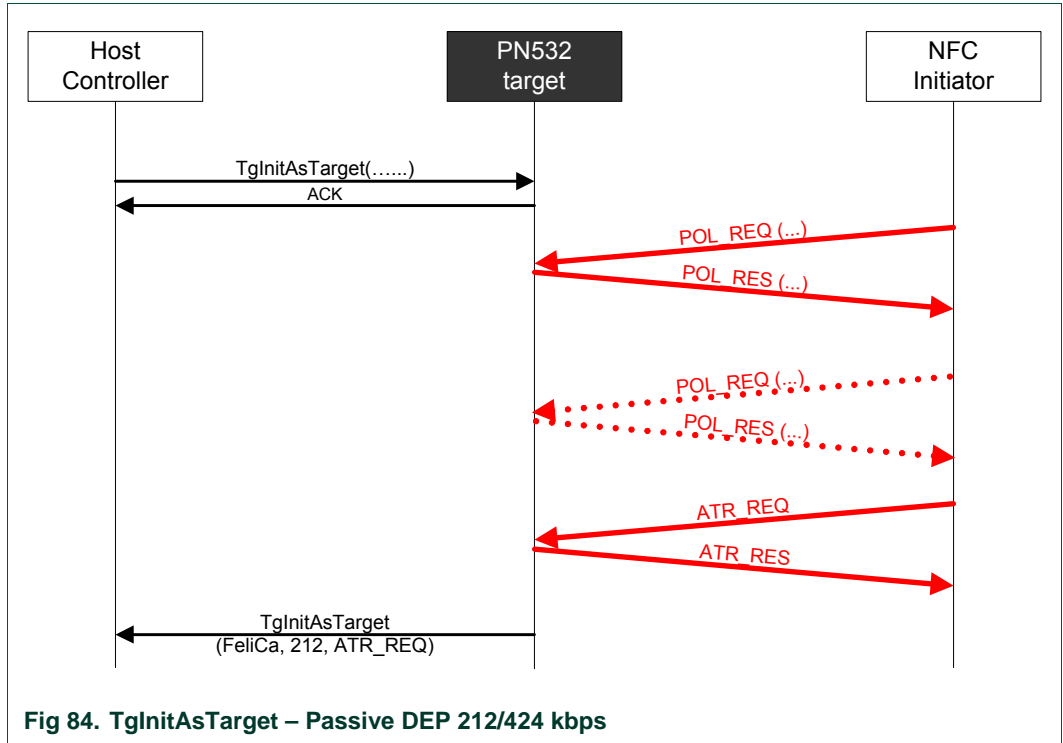 Host
Controller
PN532
target
NFC
Initiator
TgInitAsTarget(…...)
ACK
POL_REQ (...)
POL_RES (...)
POL_REQ (...)
POL_RES (...)
ATR_REQ
ATR_RES
TgInitAsTarget
(FeliCa, 212, ATR_REQ)
Fig 84. TgInitAsTarget – Passive DEP 212/424 kbps